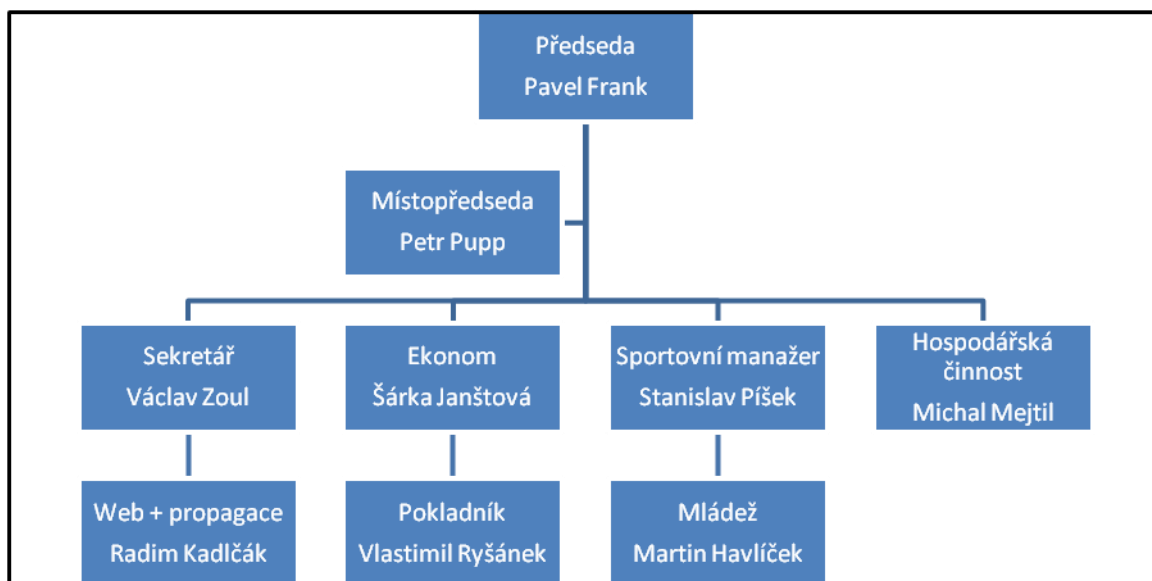 Předseda
Pavel Frank
Místopředseda
Petr Pupp
Sekretář
Václav Zoul
Ekonom
Šárka Janštová
Sportovní manažer
Stanislav Píšek
Hospodářská
činnost
Michal Mejtil
Web + propagace
Radim Kadlčák
Pokladník
Vlastimil Ryšánek
Mládež
Martin Havlíček